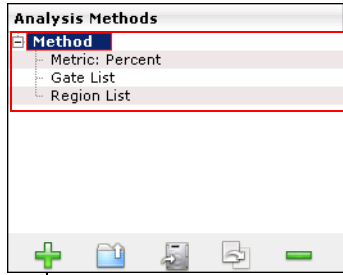 Analysis Methods
Method
Metric: Percent
Gate List
Region List